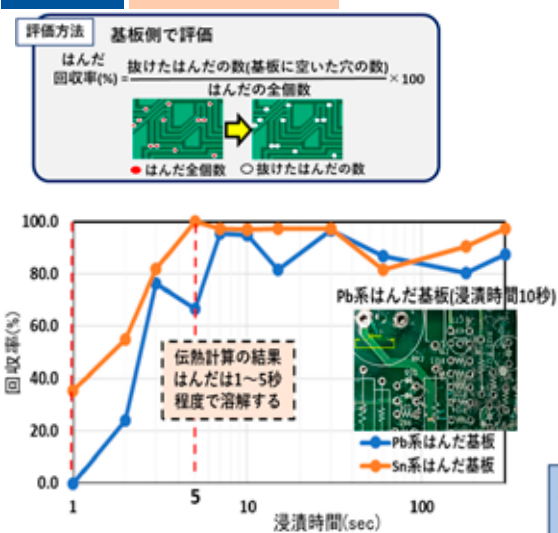 評価方法
基板側で評価
はんだ
回収率(%)=
抜けたはんだの数(基板に空いた穴の数)
はんだの全個数
×100
●はんだ全個数 ○抜けたはんだの数
100.0
80.0
60.0
40.0
20.0
0.0
回収率(%)
Pb系はんだ基板(浸漬時間10秒)
伝熱計算の結果
はんだは1～5秒
程度で溶解する
Pb系はんだ基板
Sn系はんだ基板
1
5
10
100
浸漬時間(sec)